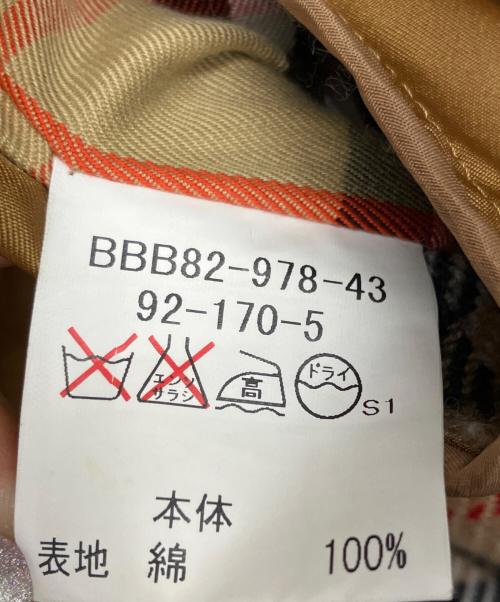 BBB82-978-43
92-170-5
エンソ
サラシ
高
ドライ
S1
本体
表地 綿 100%